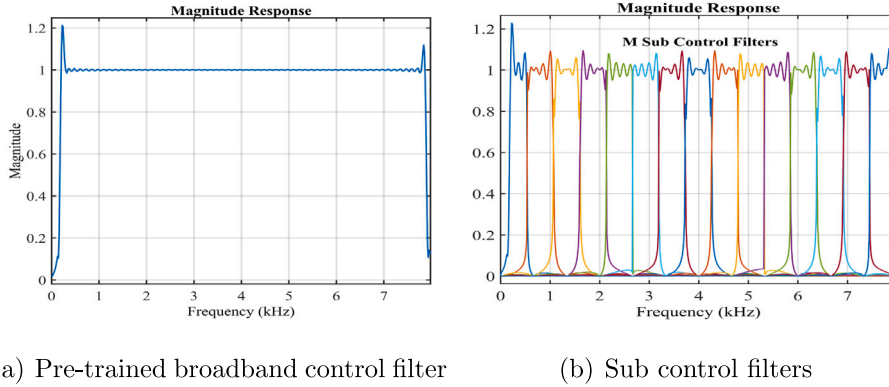 Magnitude Response
1.2
1
0.8
0.6
0.4
0.2
0
Magnitude
0 1 2 3 4 5 6 7
Frequency (kHz)
a) Pre-trained broadband control filter
Magnitude Response
M Sub Control Filters
1.2
1
0.8
0.6
0.4
0.2
0
0 1 2 3 4 5 6 7
Frequency (kHz)
(b) Sub control filters